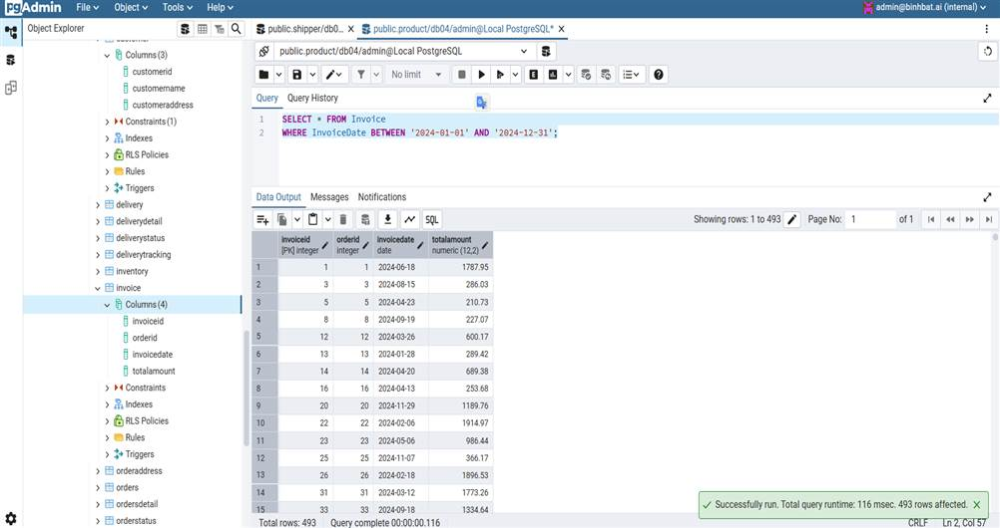 pgAdmin File Object Tools Help admin@binhbat.ai (internal)
Object Explorer
public.shipper/db0... public.product/db04/admin@Local PostgreSQL*
public.product/db04/admin@Local PostgreSQL
No limit
Query Query History
1 SELECT * FROM Invoice
2 WHERE InvoiceDate BETWEEN '2024-01-01' AND '2024-12-31';
Columns (3)
customerid
customername
customeraddress
Constraints (1)
Indexes
RLS Policies
Rules
Triggers
delivery
deliverydetail
deliverystatus
deliverytracking
inventory
invoice
Columns (4)
invoiceid
orderid
invoicedate
totalamount
Constraints
Indexes
RLS Policies
Rules
Triggers
orderaddress
orders
ordersdetail
orderstatus
Data Output Messages Notifications
SQL Showing rows: 1 to 493 Page No: 1 of 1
invoiceid orderid invoicedate totalamount
[PK] integer integer date numeric (12,2)
1 1 1 2024-06-18 1787.95
2 3 3 2024-08-15 286.03
3 5 5 2024-04-23 210.73
4 8 8 2024-09-19 227.07
5 12 12 2024-03-26 600.17
6 13 13 2024-01-28 289.42
7 14 14 2024-04-20 689.38
8 16 16 2024-04-13 253.68
9 20 20 2024-11-29 1189.76
10 22 22 2024-02-06 1914.97
11 23 23 2024-05-06 986.44
12 25 25 2024-11-07 366.17
13 26 26 2024-02-18 1896.53
14 31 31 2024-03-12 1773.26
15 33 33 2024-09-18 1334.64
Successfully run. Total query runtime: 116 msec. 493 rows affected.
Total rows: 493 Query complete 00:00:00.116 CRLF Ln 2, Col 57